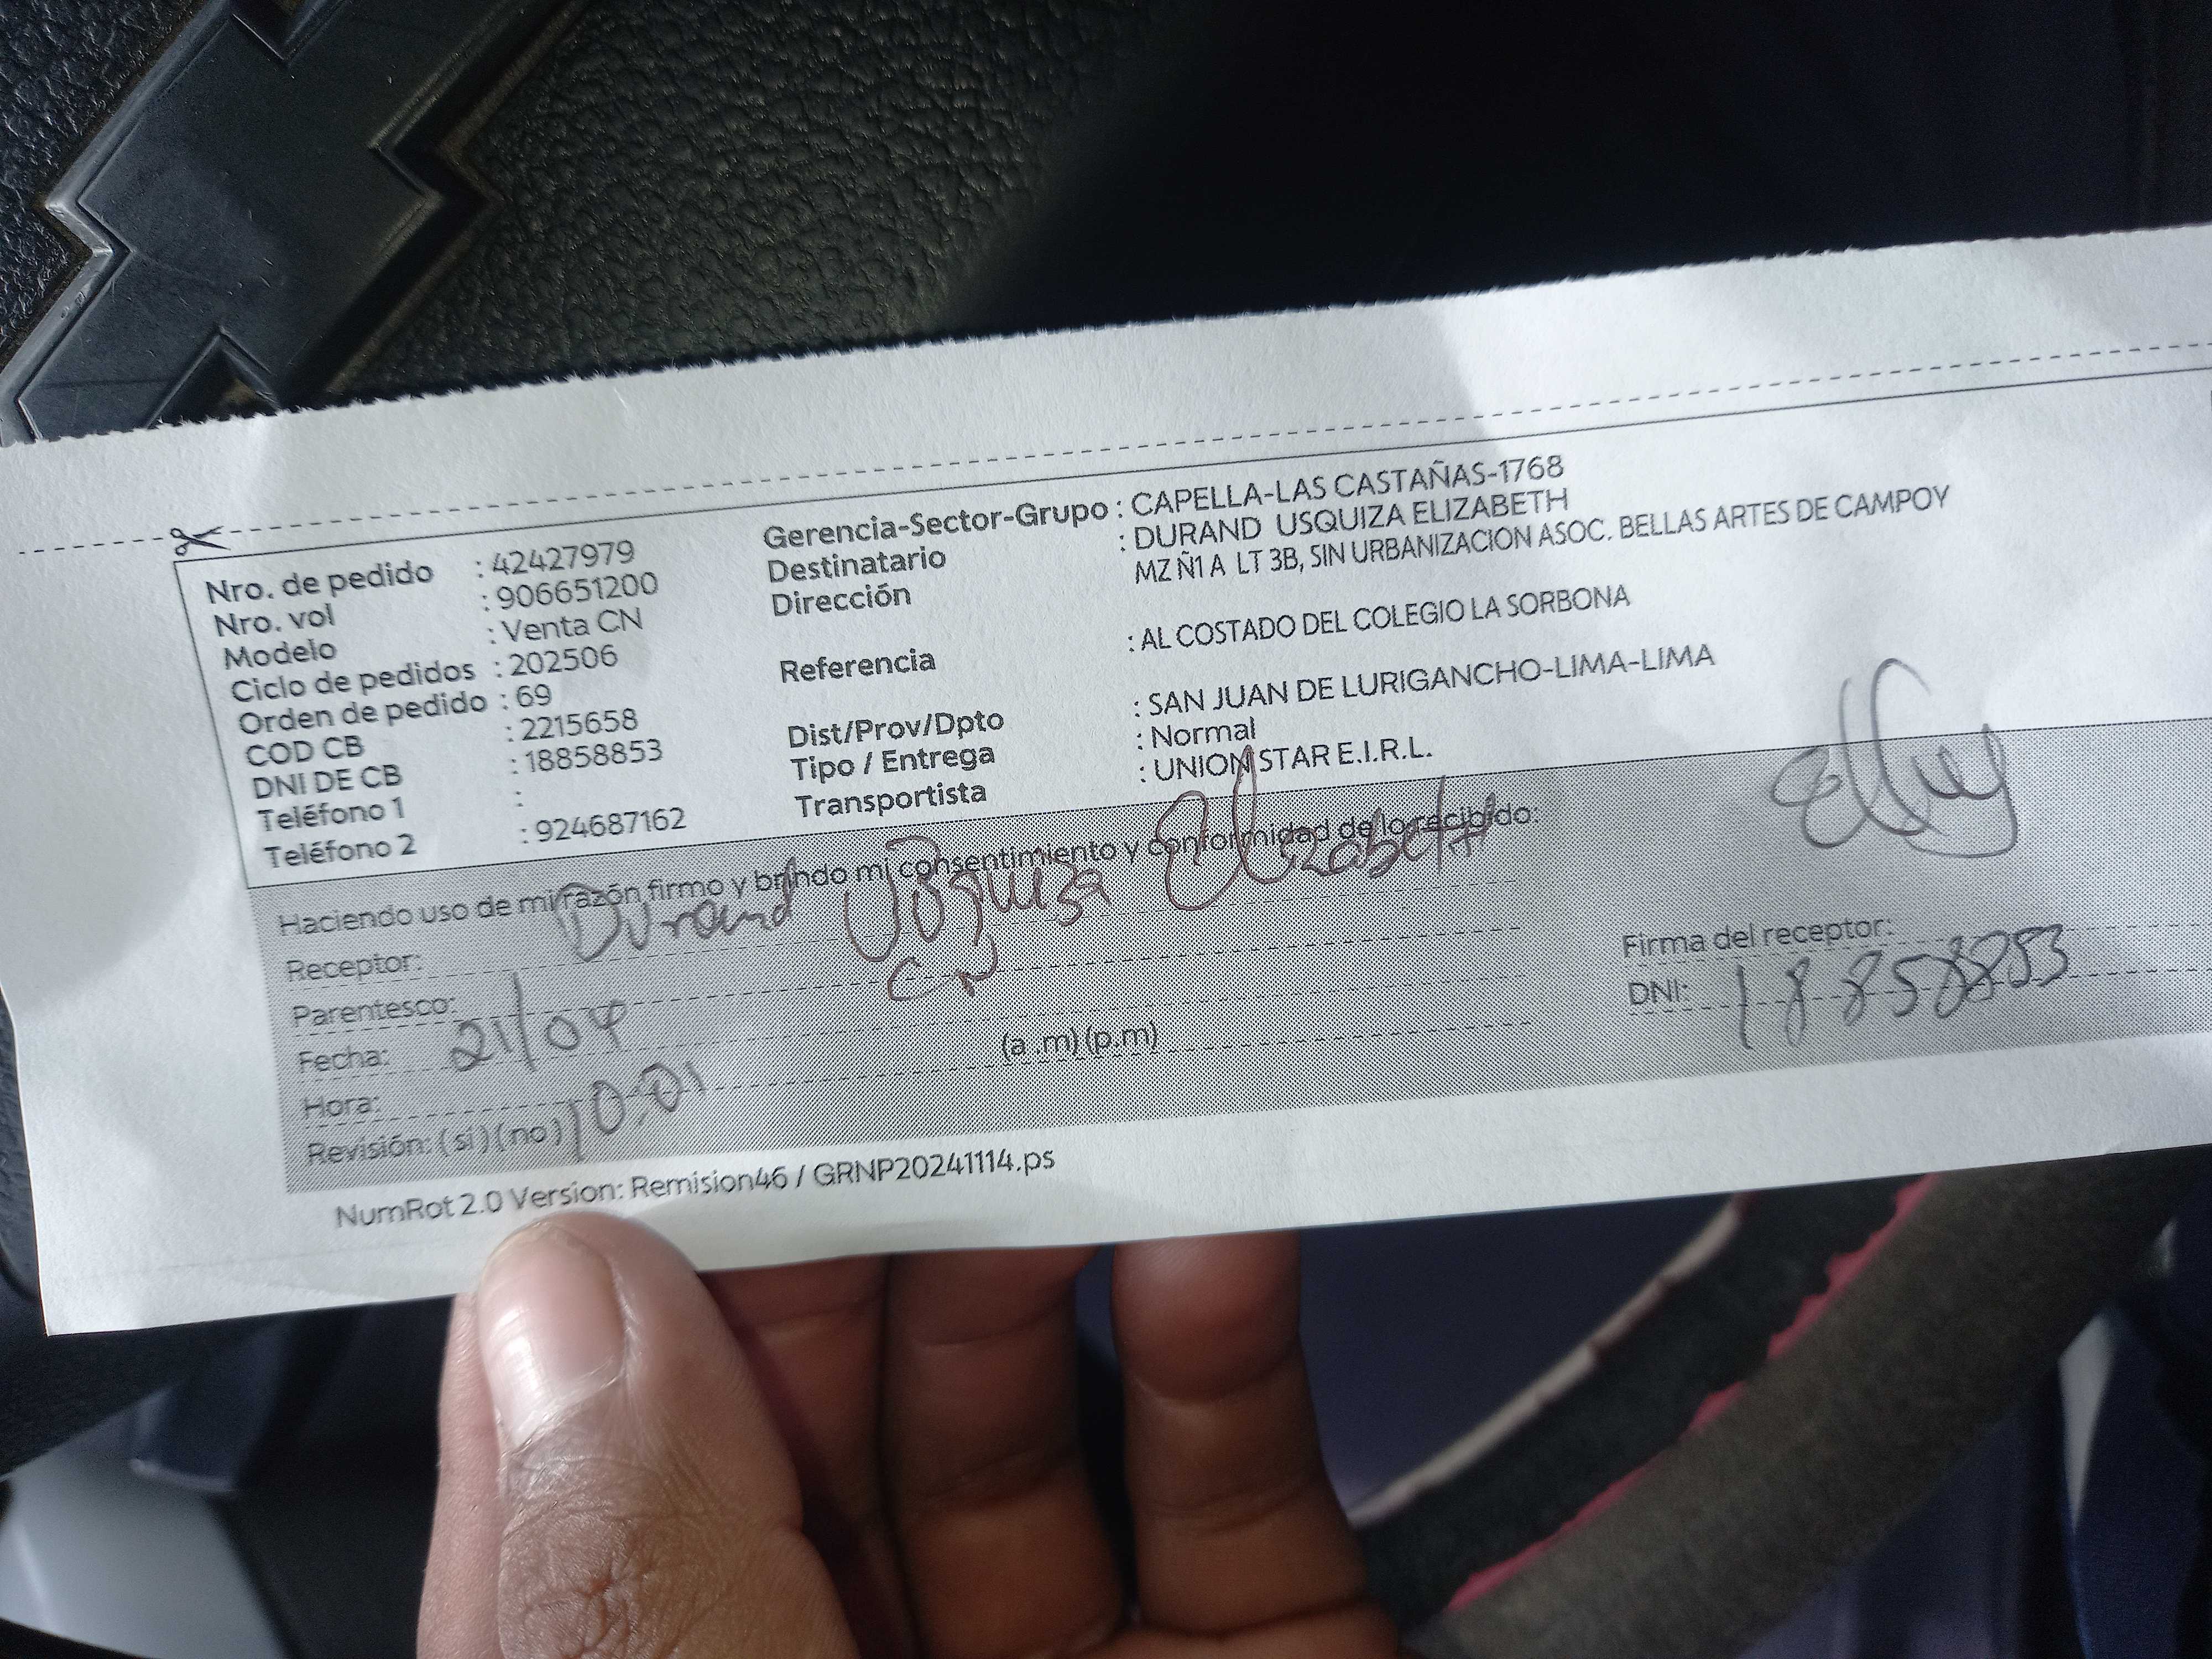 Nro. de pedido : 42427979
Nro. vol : 906651200
Modelo : Venta CN
Ciclo de pedidos : 202506
Orden de pedido : 69
COD CB : 2215658
DNI DE CB : 18858853
Teléfono 1 :
Teléfono 2 : 924687162
Gerencia-Sector-Grupo : CAPELLA-LAS CASTAÑAS-1768
Destinatario : DURAND USQUIZA ELIZABETH
Dirección MZ Ñ1 A LT 3B, SIN URBANIZACION ASOC. BELLAS ARTES DE CAMPOY
Referencia : AL COSTADO DEL COLEGIO LA SORBONA
Dist/Prov/Dpto : SAN JUAN DE LURIGANCHO-LIMA-LIMA
Tipo / Entrega : Normal
Transportista : UNION STAR E.I.R.L.
Haciendo uso de mi razón firmo y brindo mi consentimiento y conformidad de lo recibido:
Receptor: Durand Usquiza Elizabeth
Parentesco:
Fecha: 21/04
Hora: 10:01 (a .m) (p.m)
Revisión: (si) (no)
Firma del receptor:
DNI:
NumRot 2.0 Version: Remision46 / GRNP20241114.ps